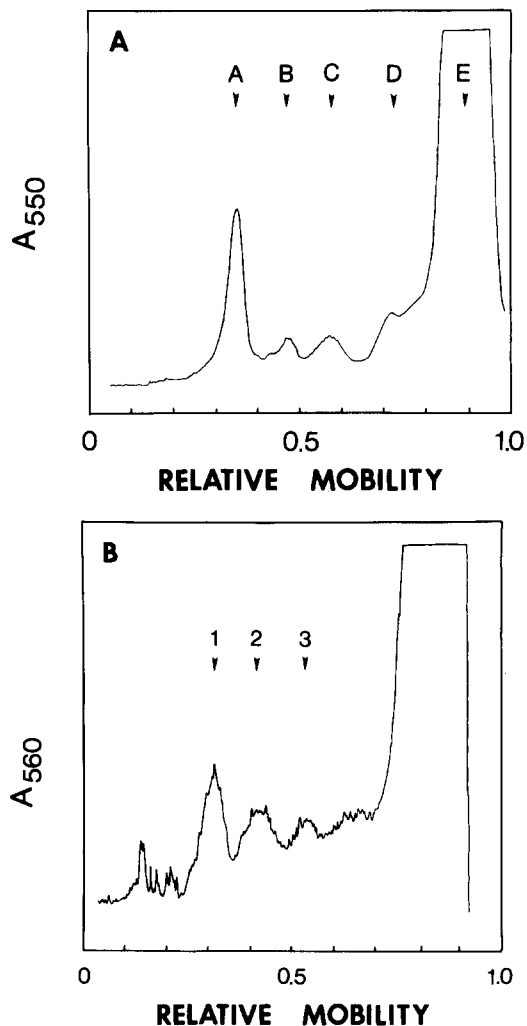 A
A B C D E
A550
0 0.5 1.0
RELATIVE MOBILITY
B
1 2 3
A560
0 0.5 1.0
RELATIVE MOBILITY